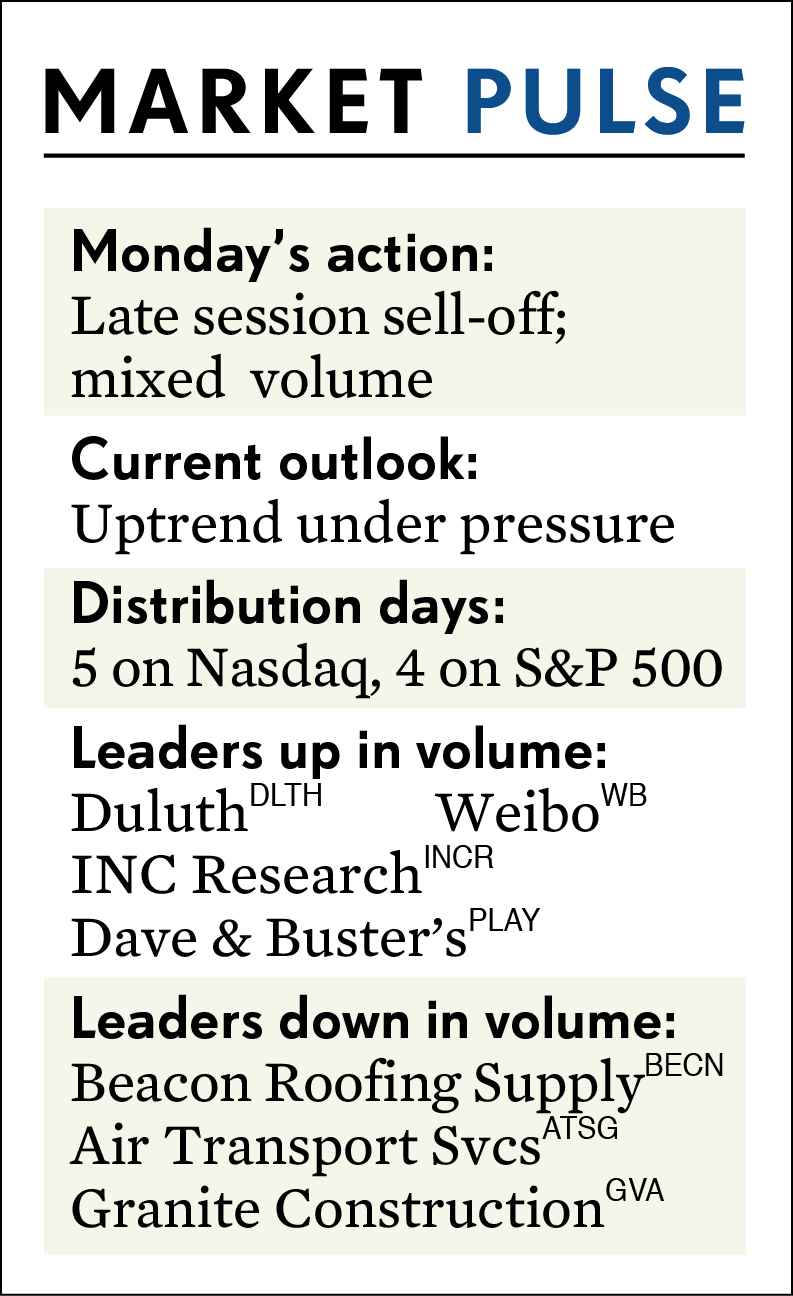 MARKET PULSE
Monday’s action:
Late session sell-off;
mixed volume
Current outlook:
Uptrend under pressure
Distribution days:
5 on Nasdaq, 4 on S&P 500
Leaders up in volume:
Duluth DLTH Weibo WB
INC Research INCR
Dave & Buster’s PLAY
Leaders down in volume:
Beacon Roofing Supply BECN
Air Transport Svcs ATSG
Granite Construction GVA